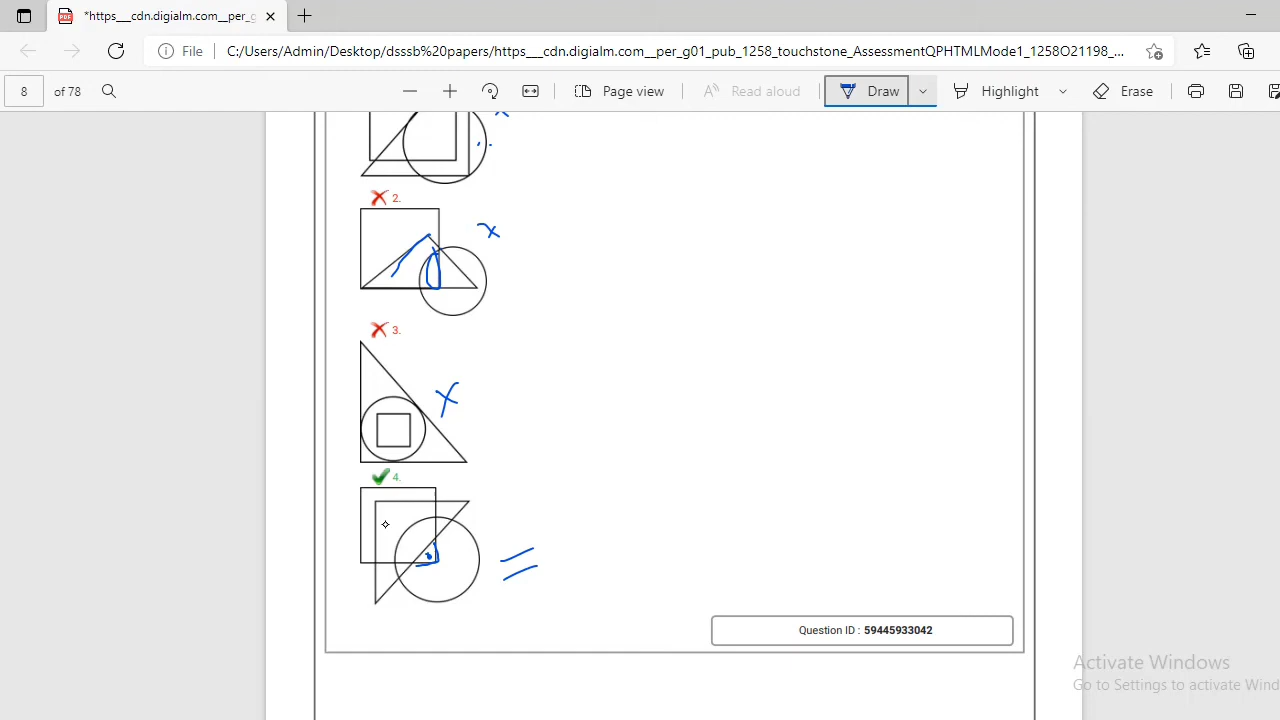 *https__cdn.digialm.com__per_g
File
C:/Users/Admin/Desktop/dsssb%20papers/https__cdn.digialm.com__per_g01_pub_1258_touchstone_AssessmentQPHTMLMode1_1258O21198_...
8 of 78
Page view
Read aloud
Draw
Highlight
Erase
x
2.
x
3.
x
4.
Question ID : 59445933042
Activate Windows
Go to Settings to activate Wind